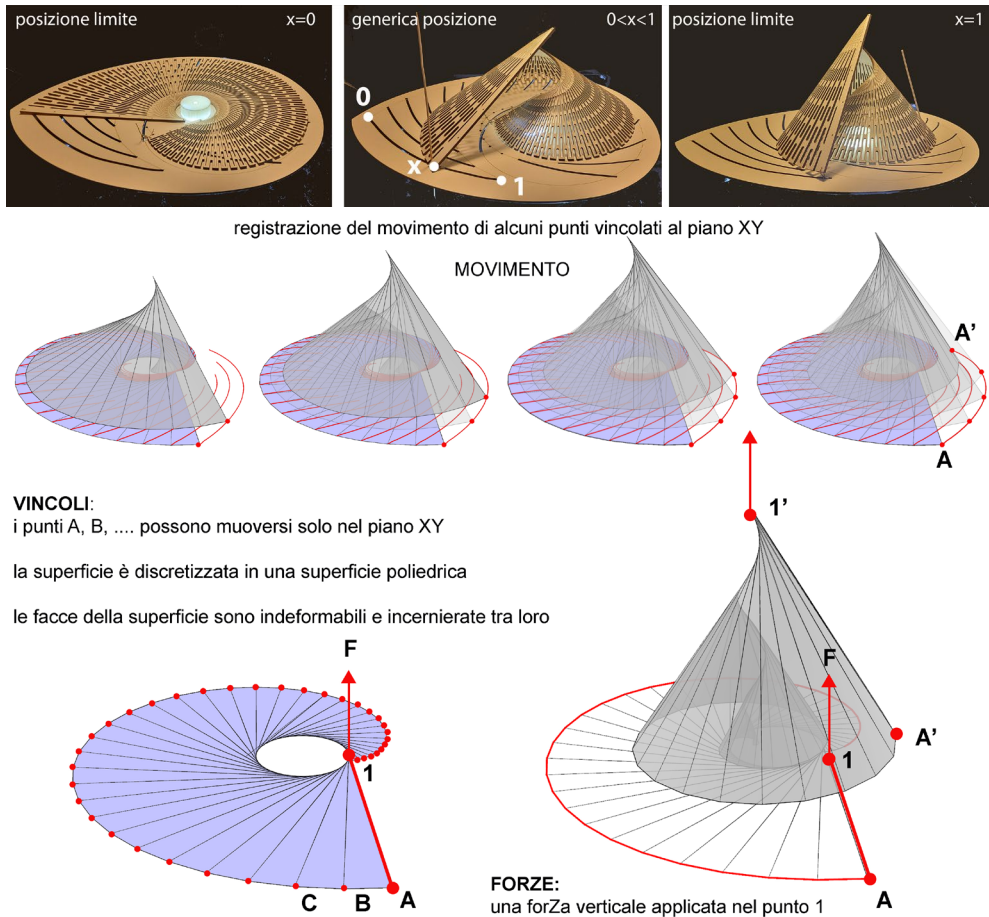 posizione limite x=0
generica posizione 0<x<1
posizione limite x=1
0
x
1
registrazione del movimento di alcuni punti vincolati al piano XY
MOVIMENTO
A'
A
VINCOLI:
i punti A, B, .... possono muoversi solo nel piano XY
la superficie è discretizzata in una superficie poliedrica
le facce della superficie sono indeformabili e incernierate tra loro
1'
F
1
C
B
A
F
A'
1
A
FORZE:
una forZa verticale applicata nel punto 1